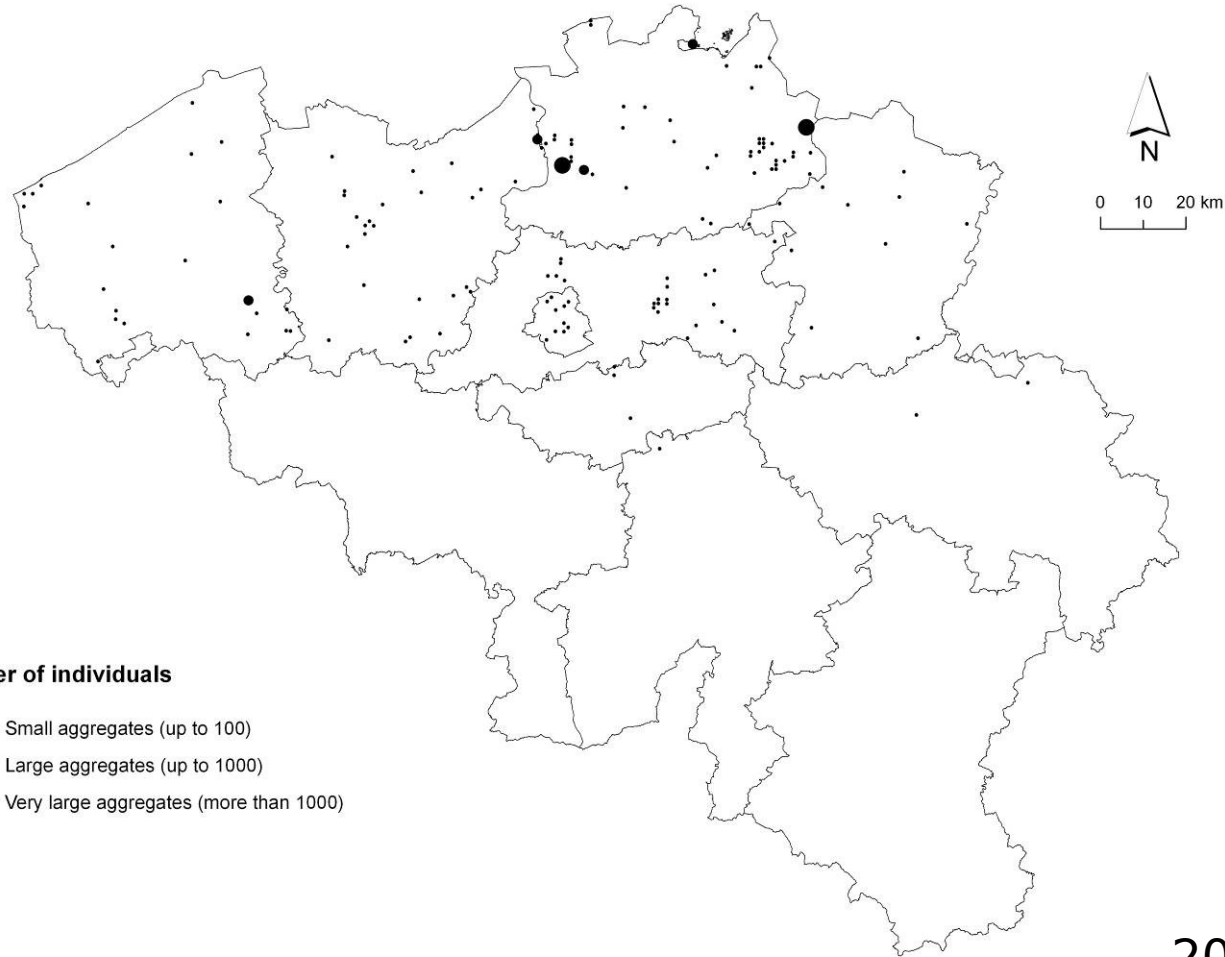 N
0 10 20 km
er of individuals
Small aggregates (up to 100)
Large aggregates (up to 1000)
Very large aggregates (more than 1000)
20